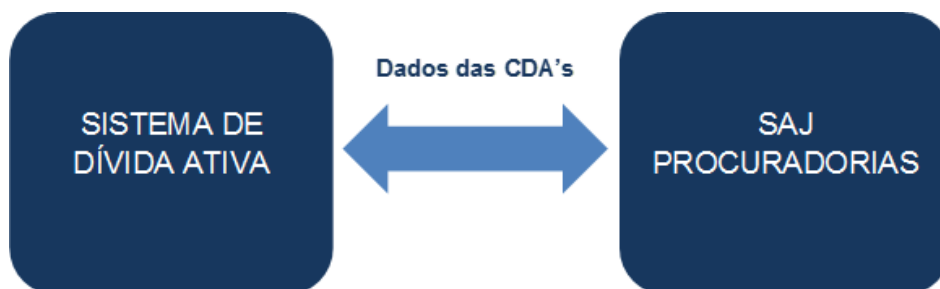 SISTEMA DE
DÍVIDA ATIVA
Dados das CDA's
SAJ
PROCURADORIAS